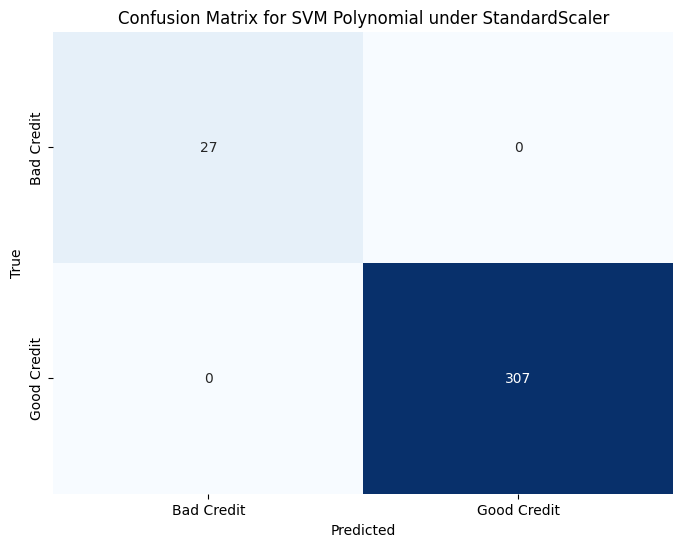 Confusion Matrix for SVM Polynomial under StandardScaler
True
Bad Credit
27
0
Good Credit
0
307
Bad Credit
Good Credit
Predicted